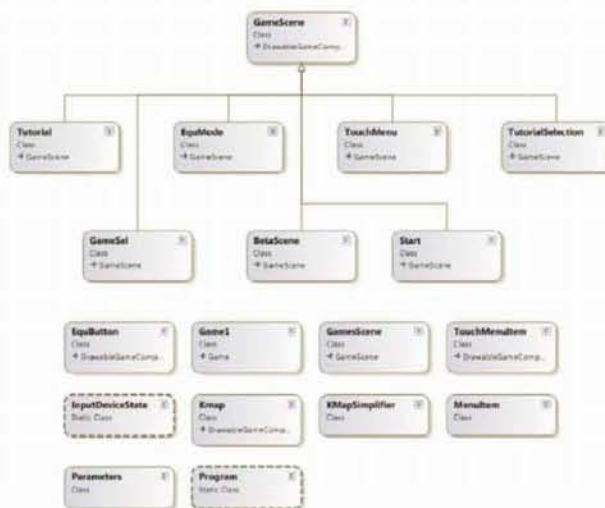 GameScene
Class
→ DrawableGameComp...
Tutorial
Class
→ GameScene
EquMode
Class
→ GameScene
TouchMenu
Class
→ GameScene
TutorialSelection
Class
→ GameScene
GameSel
Class
→ GameScene
BetaScene
Class
→ GameScene
Start
Class
→ GameScene
EquButton
Class
→ DrawableGameComp...
Game1
Class
→ Game
GamesScene
Class
→ GameScene
TouchMenuItem
Class
→ DrawableGameComp...
InputDeviceState
Static Class
Kmap
Class
→ DrawableGameComp...
KMapSimplifier
Class
MenuItem
Class
Parameters
Class
Program
Static Class